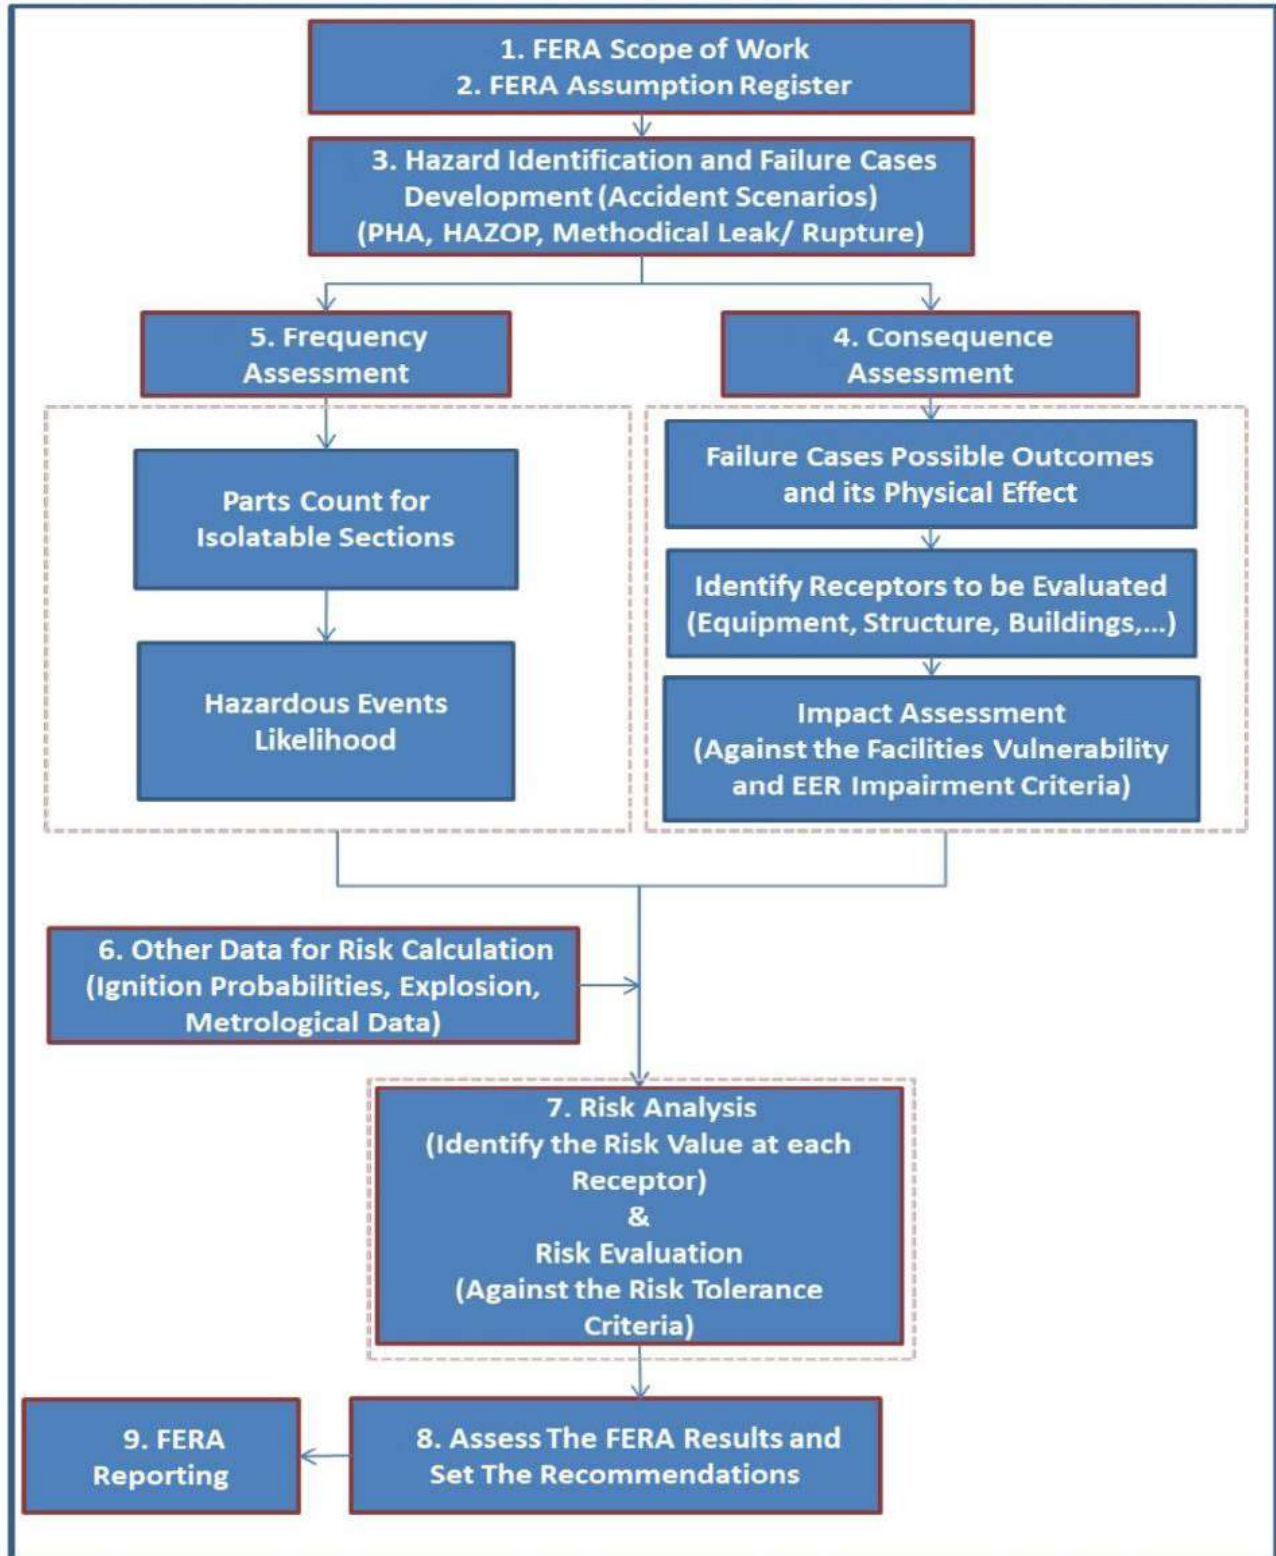 1. FERA Scope of Work
2. FERA Assumption Register
3. Hazard Identification and Failure Cases
Development (Accident Scenarios)
(PHA, HAZOP, Methodical Leak/ Rupture)
5. Frequency
Assessment
4. Consequence
Assessment
Parts Count for
Isolatable Sections
Hazardous Events
Likelihood
Failure Cases Possible Outcomes
and its Physical Effect
Identify Receptors to be Evaluated
(Equipment, Structure, Buildings,...)
Impact Assessment
(Against the Facilities Vulnerability
and EER Impairment Criteria)
6. Other Data for Risk Calculation
(Ignition Probabilities, Explosion,
Metrological Data)
7. Risk Analysis
(Identify the Risk Value at each
Receptor)
&
Risk Evaluation
(Against the Risk Tolerance
Criteria)
9. FERA
Reporting
8. Assess The FERA Results and
Set The Recommendations